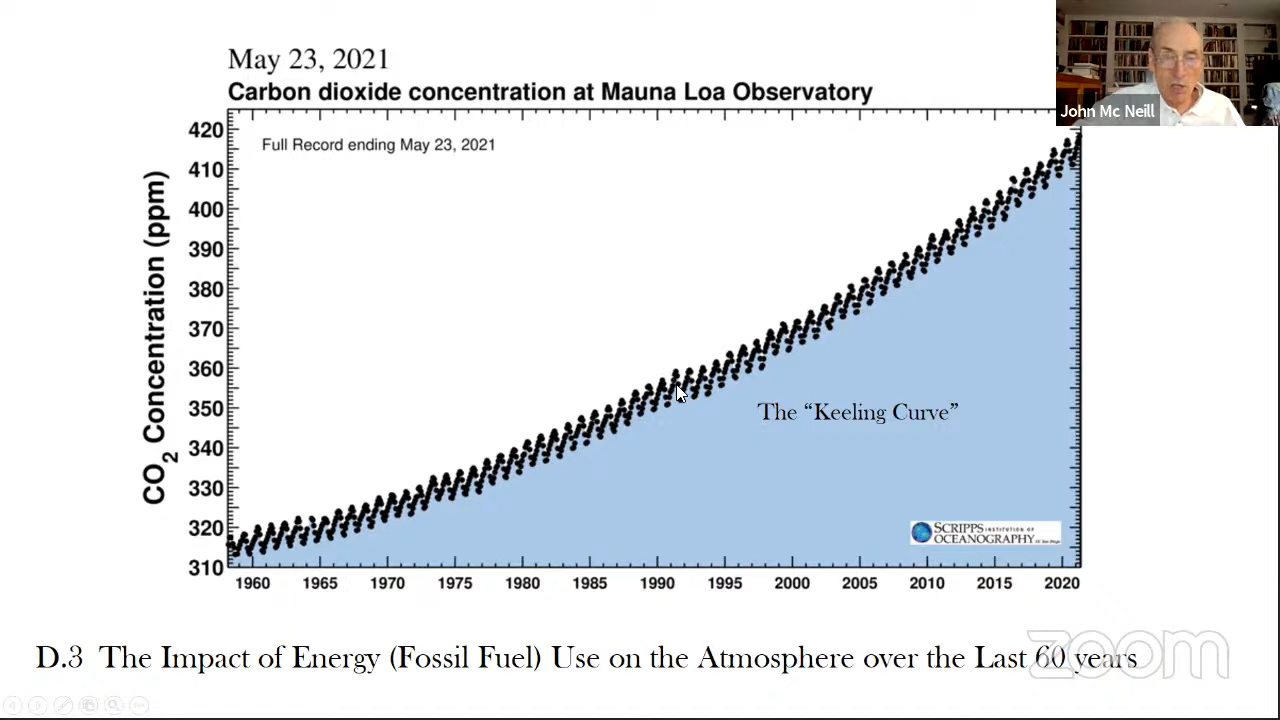 May 23, 2021
Carbon dioxide concentration at Mauna Loa Observatory
John Mc Neill
Full Record ending May 23, 2021
CO2 Concentration (ppm)
420
410
400
390
380
370
360
350
340
330
320
310
The “Keeling Curve”
SCRIPPS INSTITUTION OF
OCEANOGRAPHY
1960 1965 1970 1975 1980 1985 1990 1995 2000 2005 2010 2015 2020
D.3 The Impact of Energy (Fossil Fuel) Use on the Atmosphere over the Last 60 years
zoom